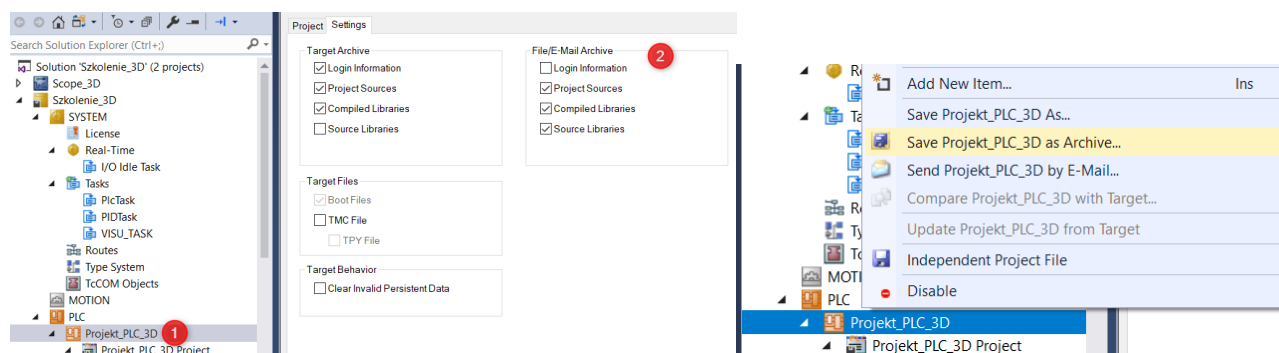 Search Solution Explorer (Ctrl+;)
Solution 'Szkolenie_3D' (2 projects)
Scope_3D
Szkolenie_3D
SYSTEM
License
Real-Time
I/O Idle Task
Tasks
PlcTask
PIDTask
VISU_TASK
Routes
Type System
TcCOM Objects
MOTION
PLC
Projekt_PLC_3D
1
Projekt_PLC_3D Project
Project
Settings
Target Archive
Login Information
Project Sources
Compiled Libraries
Source Libraries
Target Files
Boot Files
TMC File
TPY File
Target Behavior
Clear Invalid Persistent Data
File/E-Mail Archive
2
Login Information
Project Sources
Compiled Libraries
Source Libraries
Add New Item... Ins
Save Projekt_PLC_3D As...
Save Projekt_PLC_3D as Archive...
Send Projekt_PLC_3D by E-Mail...
Compare Projekt_PLC_3D with Target...
Update Projekt_PLC_3D from Target
Independent Project File
Disable
MOTI
PLC
Projekt_PLC_3D
Projekt_PLC_3D Project